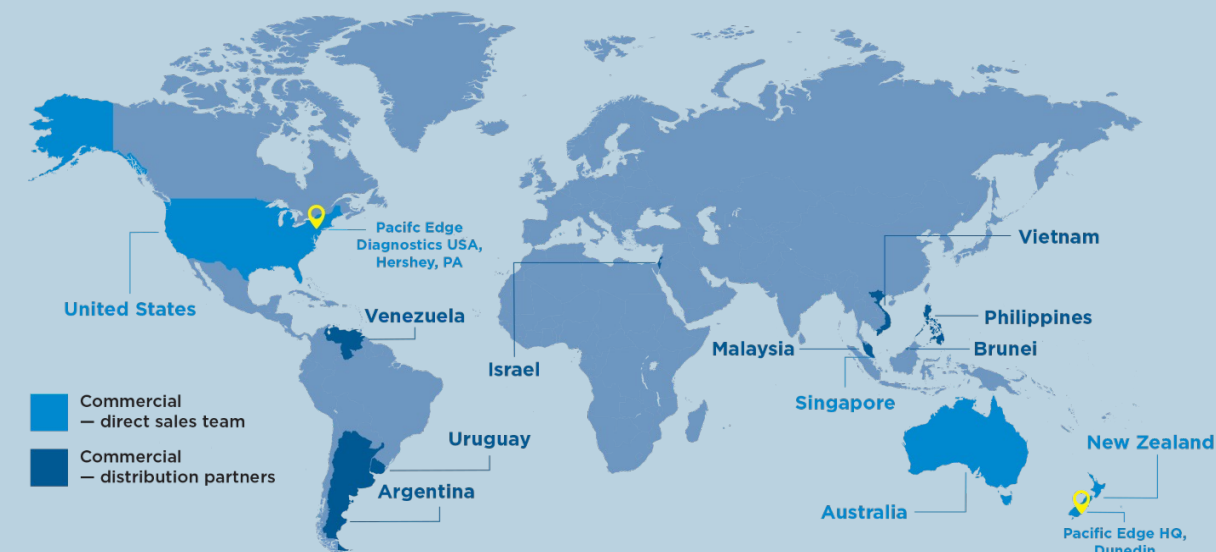 Pacifc Edge
Diagnostics USA,
Hershey, PA
United States
Venezuela
Israel
Vietnam
Philippines
Malaysia
Brunei
Singapore
Commercial
— direct sales team
Commercial
— distribution partners
Uruguay
Argentina
New Zealand
Australia
Pacific Edge HQ,
Dunedin